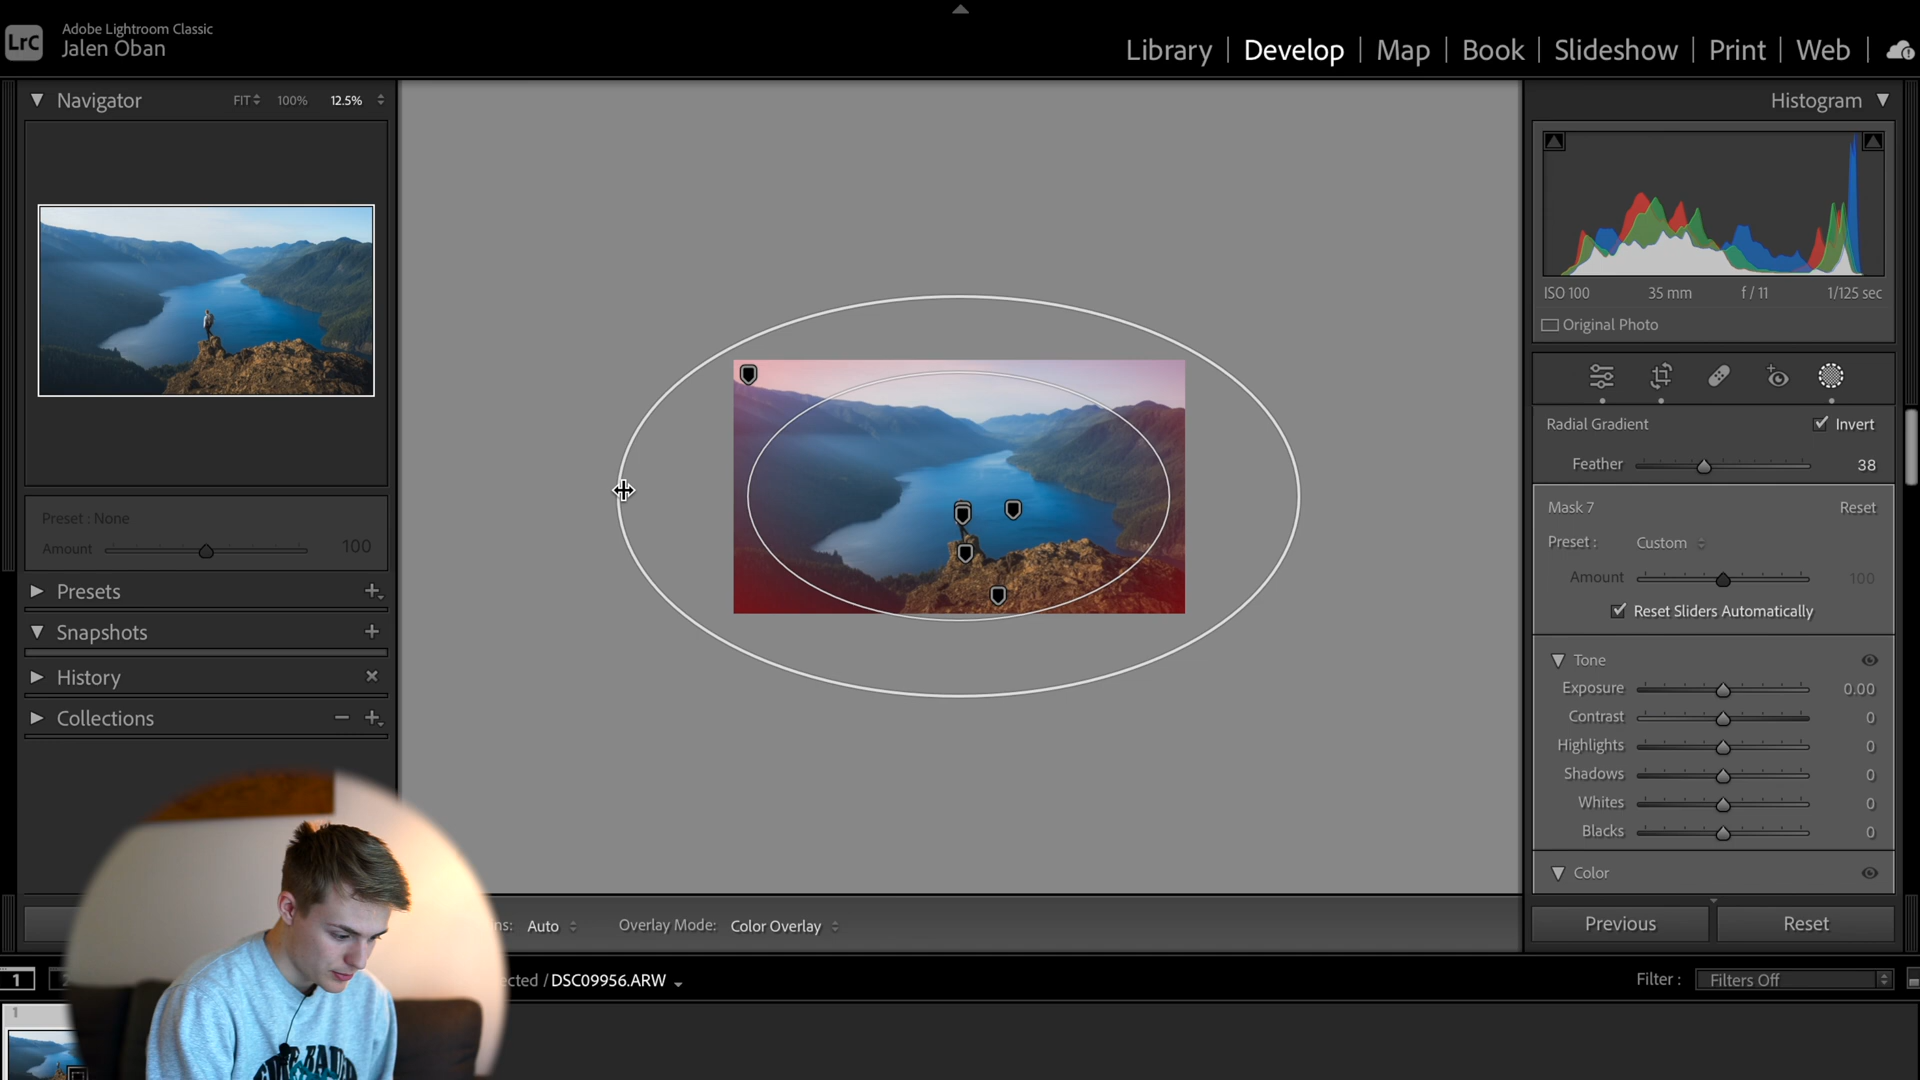 LrC
Adobe Lightroom Classic
Jalen Oban
Library | Develop | Map | Book | Slideshow | Print | Web |
Navigator FIT 100% 12.5%
Histogram
ISO 100 35 mm f / 11 1/125 sec
Original Photo
Radial Gradient Invert
Feather 38
Mask 7 Reset
Preset : Custom
Amount 100
Reset Sliders Automatically
Tone
Exposure 0.00
Contrast 0
Highlights 0
Shadows 0
Whites 0
Blacks 0
Color
Previous Reset
Preset : None
Amount 100
Presets
Snapshots
History
Collections
Auto Overlay Mode: Color Overlay
1 / DSC09956.ARW
Filter : Filters Off
1